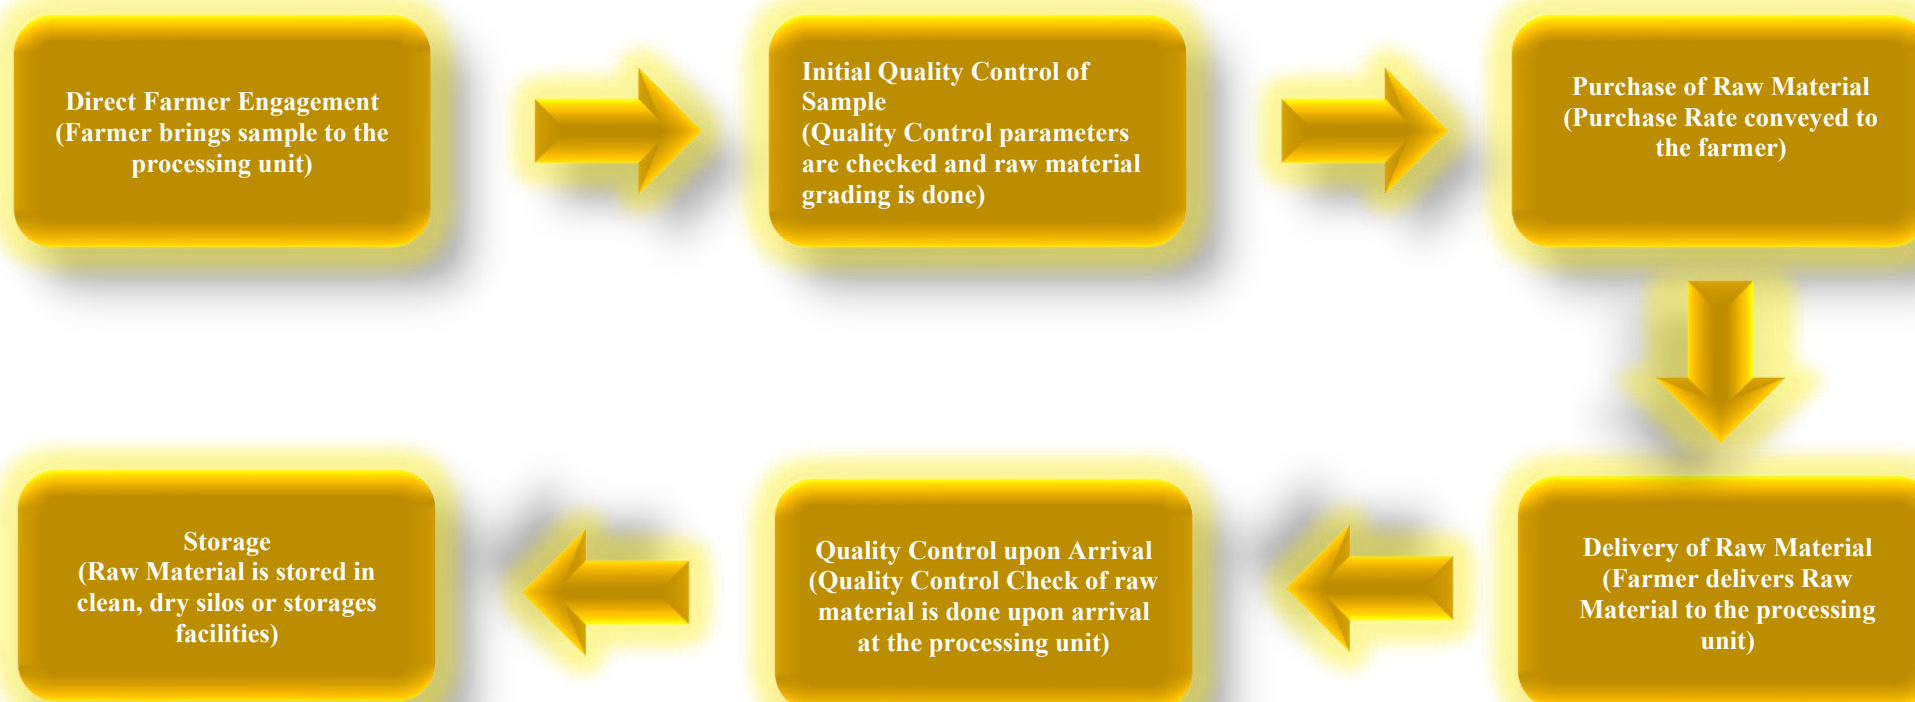 Direct Farmer Engagement
(Farmer brings sample to the
processing unit)
Initial Quality Control of
Sample
(Quality Control parameters
are checked and raw material
grading is done)
Purchase of Raw Material
(Purchase Rate conveyed to
the farmer)
Delivery of Raw Material
(Farmer delivers Raw
Material to the processing
unit)
Quality Control upon Arrival
(Quality Control Check of raw
material is done upon arrival
at the processing unit)
Storage
(Raw Material is stored in
clean, dry silos or storages
facilities)